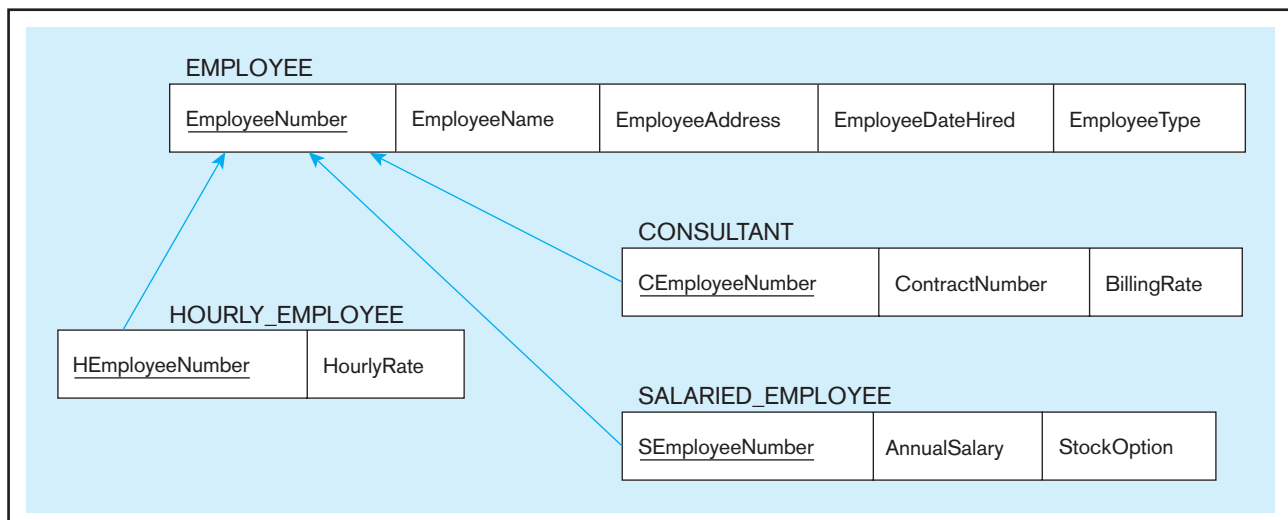 EMPLOYEE
EmployeeNumber EmployeeName EmployeeAddress EmployeeDateHired EmployeeType
CONSULTANT
CEmployeeNumber ContractNumber BillingRate
HOURLY_EMPLOYEE
HEmployeeNumber HourlyRate
SALARIED_EMPLOYEE
SEmployeeNumber AnnualSalary StockOption